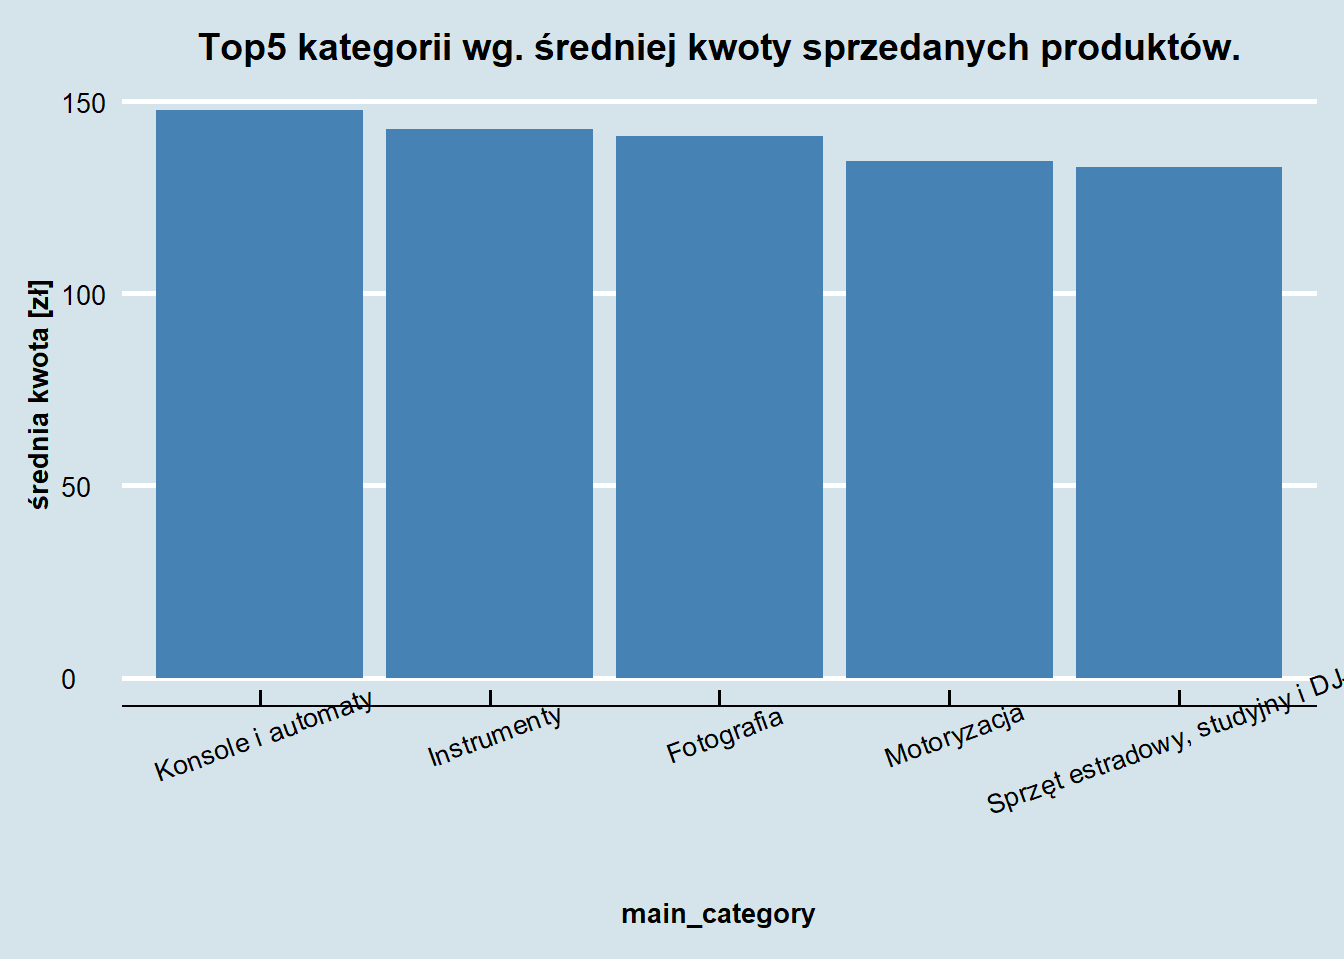 Top5 kategorii wg. średniej kwoty sprzedanych produktów.
średnia kwota [zł]
150
100
50
0
Konsole i automaty
Instrumenty
Fotografia
Motoryzacja
Sprzęt estradowy, studyjny i DJ-
main_category